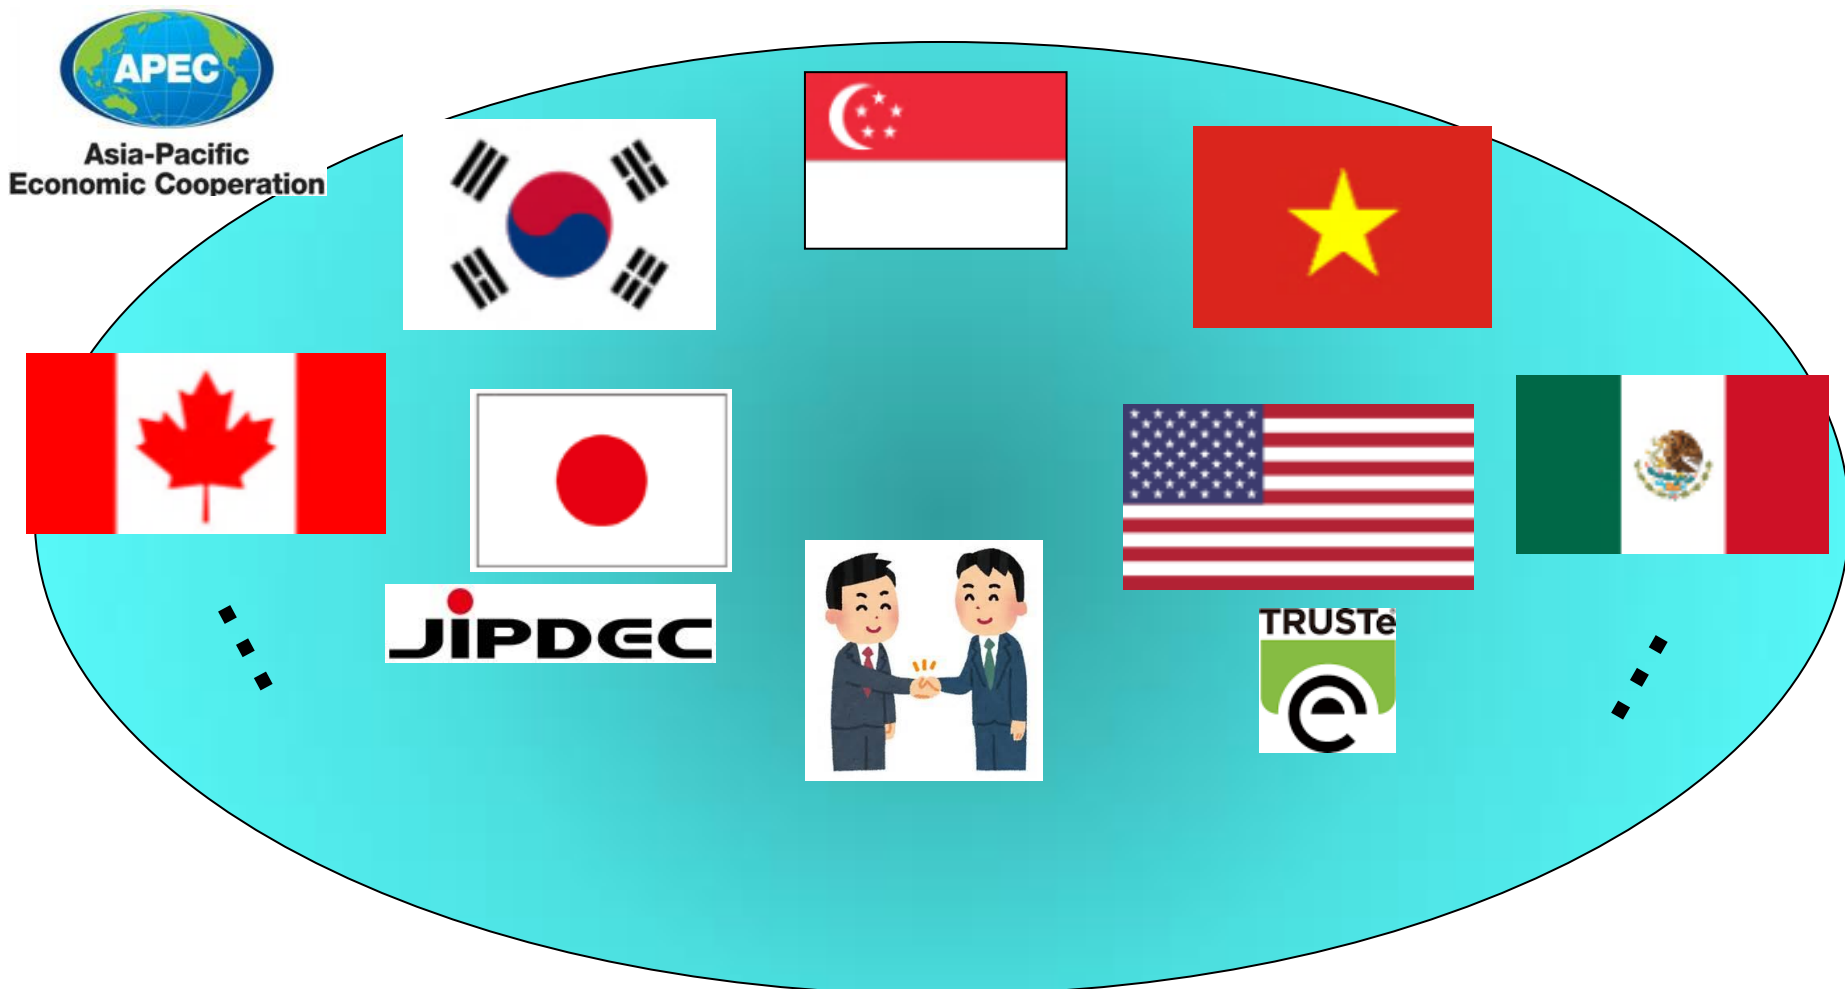 APEC
Asia-Pacific
Economic Cooperation
JIPDEC
TRUSTe
e